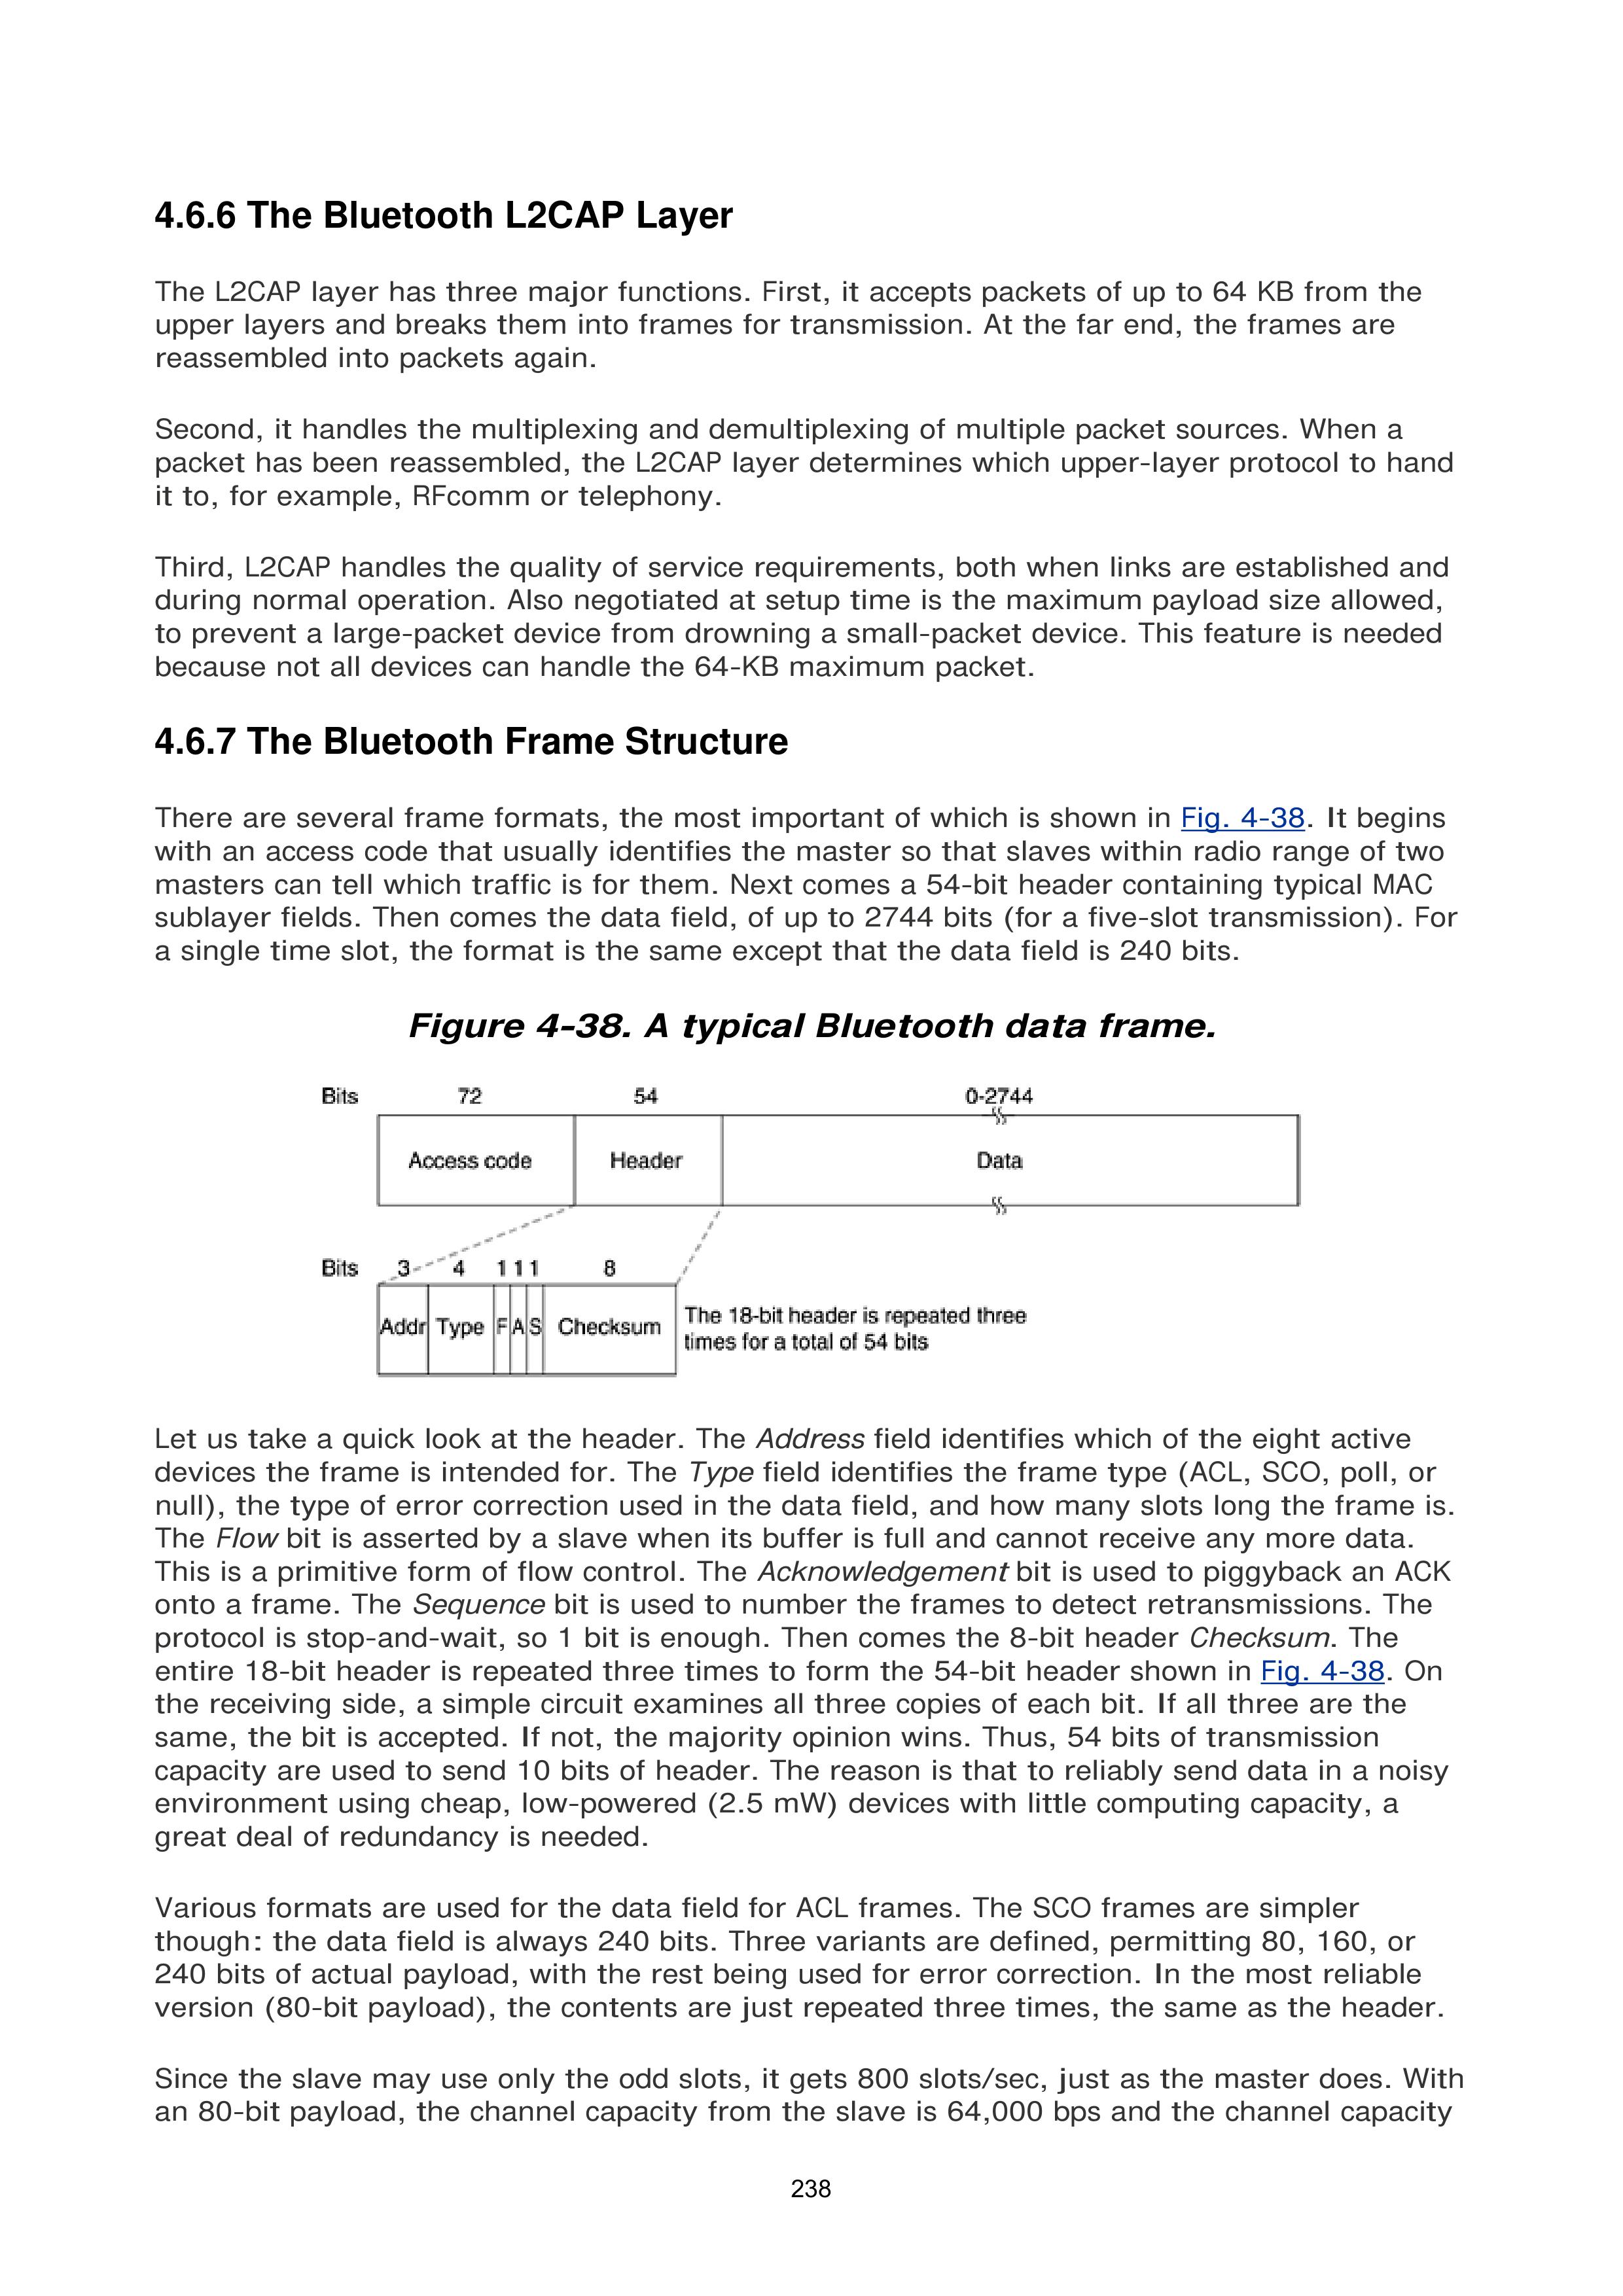 4.6.6 The Bluetooth L2CAP Layer
The L2CAP layer has three major functions. First, it accepts packets of up to 64 KB from the
upper layers and breaks them into frames for transmission. At the far end, the frames are
reassembled into packets again.
Second, it handles the multiplexing and demultiplexing of multiple packet sources. When a
packet has been reassembled, the L2CAP layer determines which upper-layer protocol to hand
it to, for example, RFcomm or telephony.
Third, L2CAP handles the quality of service requirements, both when links are established and
during normal operation. Also negotiated at setup time is the maximum payload size allowed,
to prevent a large-packet device from drowning a small-packet device. This feature is needed
because not all devices can handle the 64-KB maximum packet.
4.6.7 The Bluetooth Frame Structure
There are several frame formats, the most important of which is shown in Fig. 4-38. It begins
with an access code that usually identifies the master so that slaves within radio range of two
masters can tell which traffic is for them. Next comes a 54-bit header containing typical MAC
sublayer fields. Then comes the data field, of up to 2744 bits (for a five-slot transmission). For
a single time slot, the format is the same except that the data field is 240 bits.
Figure 4-38. A typical Bluetooth data frame.
Bits 72 54 0-2744
Access code Header Data
Bits 3 4 1 1 1 8
Addr Type F A S Checksum
The 18-bit header is repeated three
times for a total of 54 bits
Let us take a quick look at the header. The Address field identifies which of the eight active
devices the frame is intended for. The Type field identifies the frame type (ACL, SCO, poll, or
null), the type of error correction used in the data field, and how many slots long the frame is.
The Flow bit is asserted by a slave when its buffer is full and cannot receive any more data.
This is a primitive form of flow control. The Acknowledgement bit is used to piggyback an ACK
onto a frame. The Sequence bit is used to number the frames to detect retransmissions. The
protocol is stop-and-wait, so 1 bit is enough. Then comes the 8-bit header Checksum. The
entire 18-bit header is repeated three times to form the 54-bit header shown in Fig. 4-38. On
the receiving side, a simple circuit examines all three copies of each bit. If all three are the
same, the bit is accepted. If not, the majority opinion wins. Thus, 54 bits of transmission
capacity are used to send 10 bits of header. The reason is that to reliably send data in a noisy
environment using cheap, low-powered (2.5 mW) devices with little computing capacity, a
great deal of redundancy is needed.
Various formats are used for the data field for ACL frames. The SCO frames are simpler
though: the data field is always 240 bits. Three variants are defined, permitting 80, 160, or
240 bits of actual payload, with the rest being used for error correction. In the most reliable
version (80-bit payload), the contents are just repeated three times, the same as the header.
Since the slave may use only the odd slots, it gets 800 slots/sec, just as the master does. With
an 80-bit payload, the channel capacity from the slave is 64,000 bps and the channel capacity
238